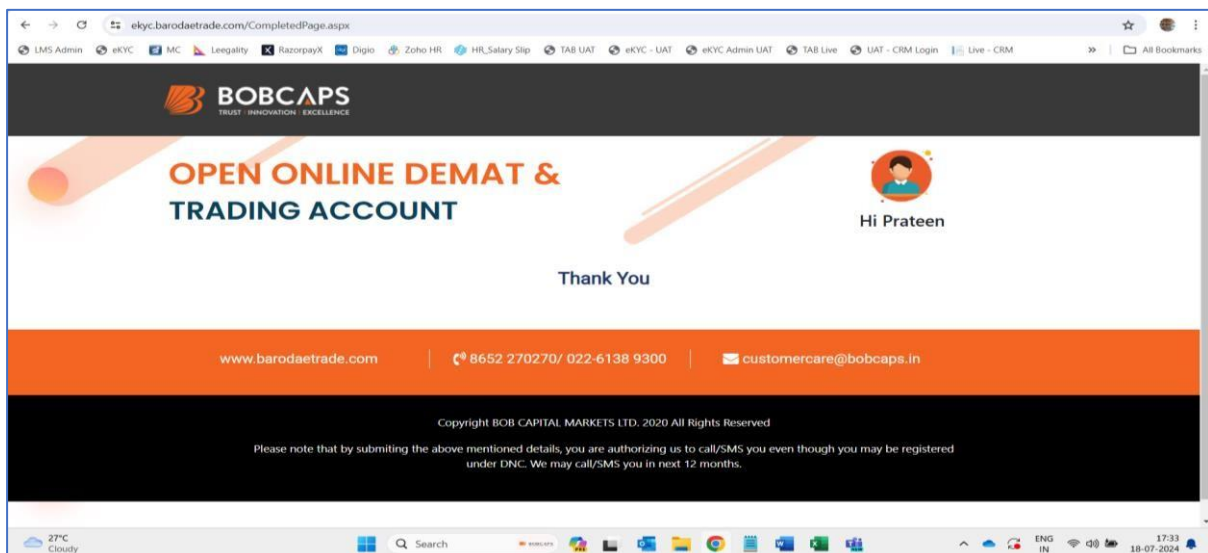 ekyc.barodaetrade.com/CompletedPage.aspx
LMS Admin eKYC MC Leegality RazorpayX Digio Zoho HR HR_Salary Slip TAB UAT eKYC - UAT eKYC Admin UAT TAB Live UAT - CRM Login Live - CRM » All Bookmarks
BOBCAPS
TRUST | INNOVATION | EXCELLENCE
OPEN ONLINE DEMAT &
TRADING ACCOUNT
Hi Prateen
Thank You
www.barodaetrade.com 8652 270270/ 022-6138 9300 customercare@bobcaps.in
Copyright BOB CAPITAL MARKETS LTD. 2020 All Rights Reserved
Please note that by submiting the above mentioned details, you are authorizing us to call/SMS you even though you may be registered
under DNC. We may call/SMS you in next 12 months.
27°C
Cloudy
Search
ENG
IN
17:33
18-07-2024